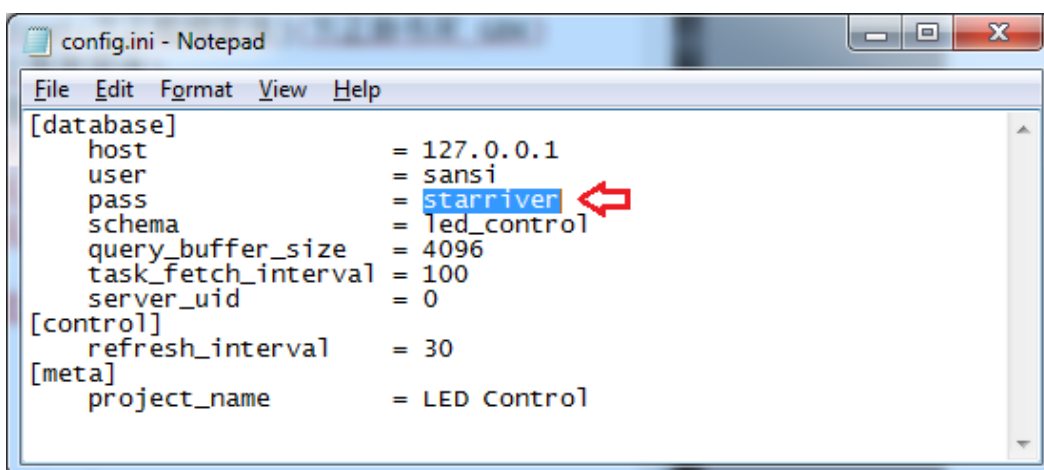 config.ini - Notepad
File Edit Format View Help
[database]
    host                = 127.0.0.1
    user                = sansi
    pass                = starriver
    schema              = led_control
    query_buffer_size   = 4096
    task_fetch_interval = 100
    server_uid          = 0
[control]
    refresh_interval    = 30
[meta]
    project_name        = LED Control